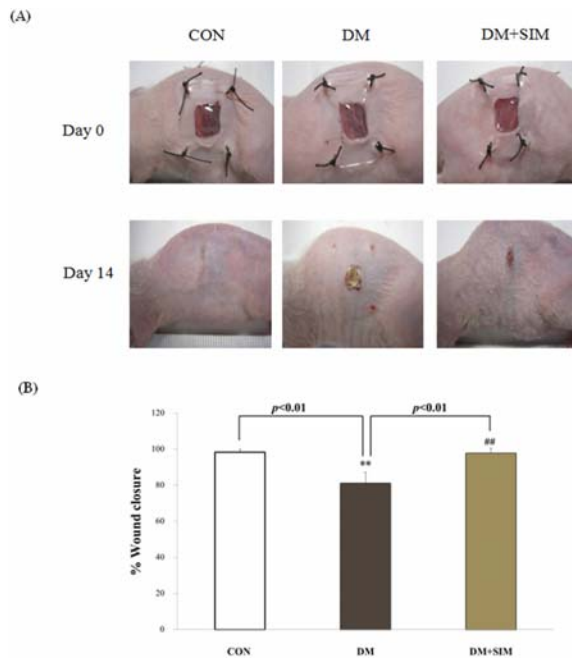 (A)
CON DM DM+SIM
Day 0
Day 14
(B)
p<0.01 p<0.01
120
100
80
60
40
20
0
% Wound closure
**
##
CON DM DM+SIM